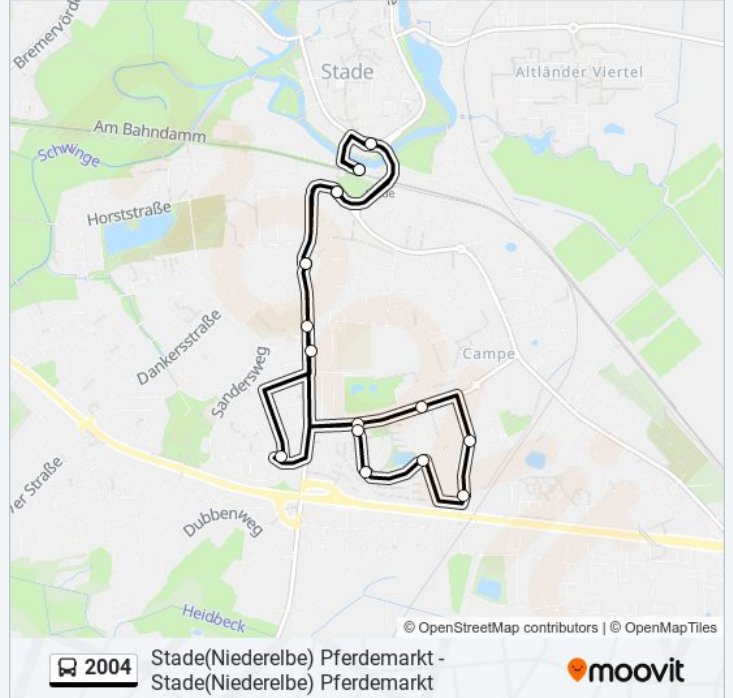 Bremervörde
Stade
Altländer Viertel
Am Bahndamm
Schwinge
de
Horststraße
Dankersstraße
Sandersweg
Campe
er Straße
Dubbenweg
Heidbeck
© OpenStreetMap contributors | © OpenMapTiles
2004
Stade(Niederelbe) Pferdemarkt -
Stade(Niederelbe) Pferdemarkt
moovit